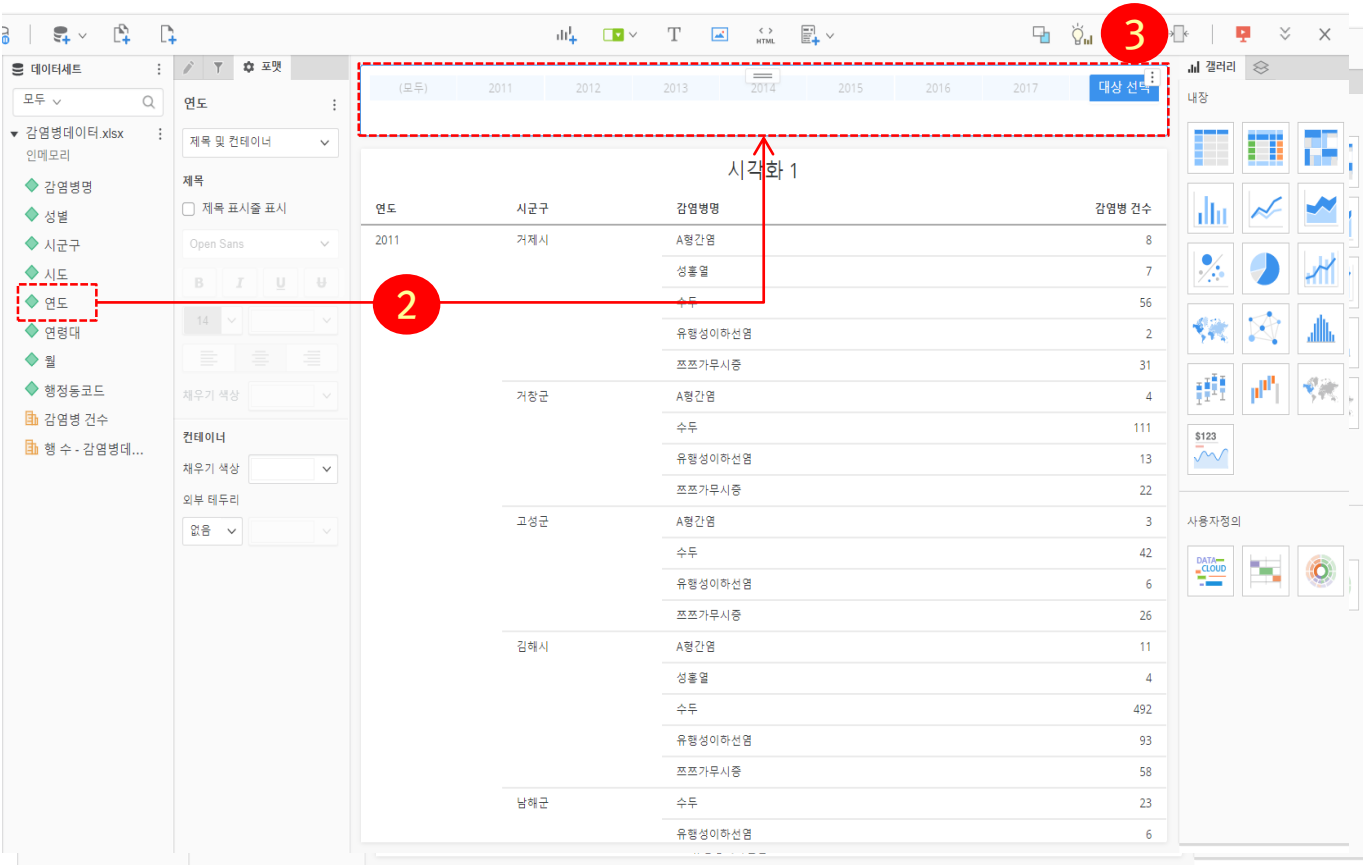 HTML
3
데이터세트
포맷
갤러리
모두
연도
(모두) 2011 2012 2013 2014 2015 2016 2017 대상 선택
내장
감염병데이터.xlsx
인메모리
제목 및 컨테이너
감염병명
성별
시군구
시도
연도
연령대
월
행정동코드
감염병 건수
행 수 - 감염병데...
제목
제목 표시줄 표시
Open Sans
B I U U
14
채우기 색상
컨테이너
채우기 색상
외부 테두리
없음
2
시각화 1
연도 시군구 감염병명 감염병 건수
2011 거제시 A형간염 8
성홍열 7
수두 56
유행성이하선염 2
쯔쯔가무시증 31
거창군 A형간염 4
수두 111
유행성이하선염 13
쯔쯔가무시증 22
고성군 A형간염 3
수두 42
유행성이하선염 6
쯔쯔가무시증 26
김해시 A형간염 11
성홍열 4
수두 492
유행성이하선염 93
쯔쯔가무시증 58
남해군 수두 23
유행성이하선염 6
$123
사용자정의
DATA
CLOUD